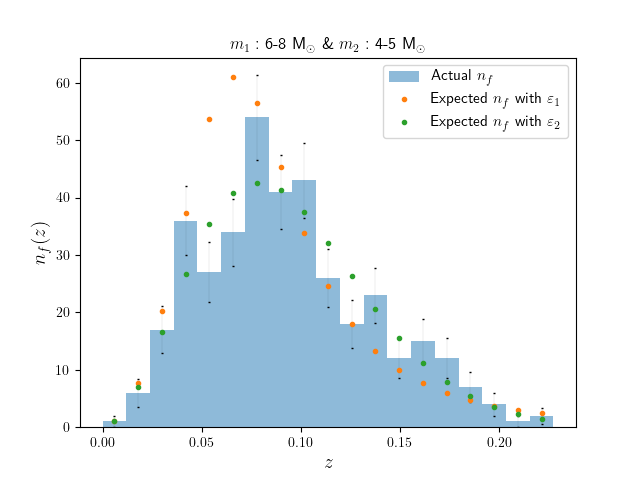 m₁ : 6-8 M⊙ & m₂ : 4-5 M⊙
n_f(z)
60
50
40
30
20
10
0
Actual n_f
Expected n_f with ε₁
Expected n_f with ε₂
0.00 0.05 0.10 0.15 0.20
z